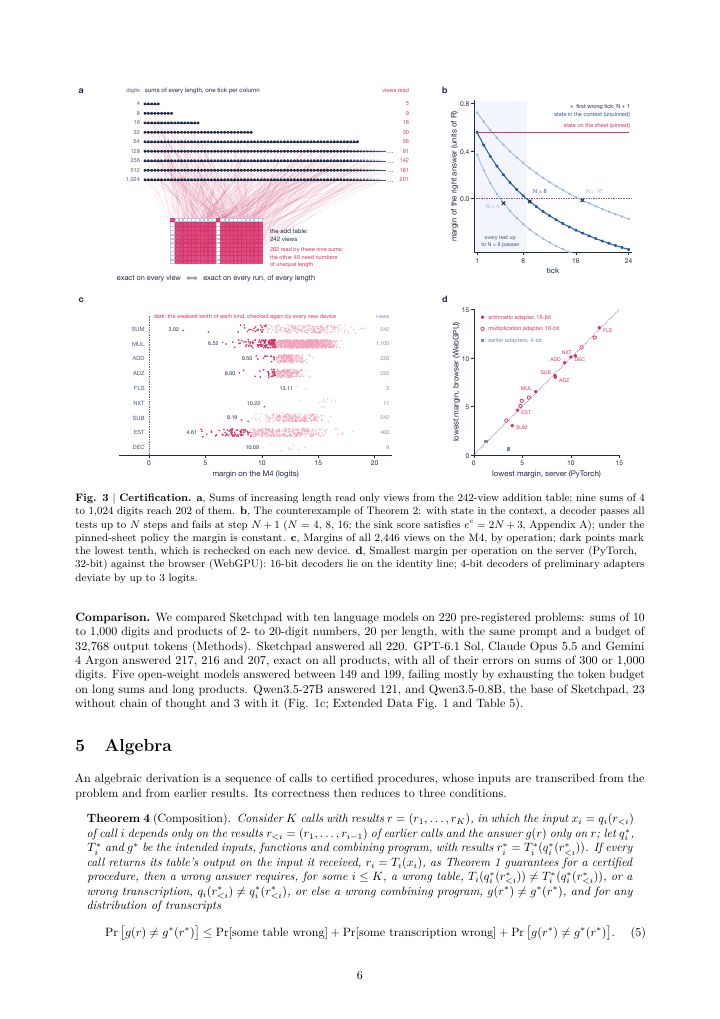 a
digits sums of every length, one tick per column views read
4 5
8 9
16 16
32 30
64 56
128 ... 91
256 ... 142
512 ... 181
1,024 ... 201
the add table:
242 views
202 read by these nine sums;
the other 40 need numbers
of unequal length
exact on every view ⟺ exact on every run, of every length
b
margin of the right answer (units of R)
0.8
0.4
0.0
× first wrong tick, N + 1
state in the context (unpinned)
state on the sheet (pinned)
N = 4
N = 8
N = 16
every test up
to N = 8 passes
1 8 16 24
tick
c
dark: the weakest tenth of each kind, checked again by every new device views
SUM 3.02 242
MUL 6.52 1,100
ADD 9.50 242
ADZ 8.00 200
FLS 13.11 2
NXT 10.22 11
SUB 8.19 242
EST 4.61 400
DEC 10.09 9
0 5 10 15 20
margin on the M4 (logits)
d
lowest margin, browser (WebGPU)
15
10
5
0
arithmetic adapter, 16-bit
multiplication adapter, 16-bit
earlier adapters, 4-bit
FLS
NXT
ADD DEC
SUB
ADZ
MUL
EST
SUM
0 5 10 15
lowest margin, server (PyTorch)
Fig. 3 | Certification. a, Sums of increasing length read only views from the 242-view addition table; nine sums of 4
to 1,024 digits reach 202 of them. b, The counterexample of Theorem 2: with state in the context, a decoder passes all
tests up to N steps and fails at step N + 1 (N = 4, 8, 16; the sink score satisfies eᶜ = 2N + 3, Appendix A); under the
pinned-sheet policy the margin is constant. c, Margins of all 2,446 views on the M4, by operation; dark points mark
the lowest tenth, which is rechecked on each new device. d, Smallest margin per operation on the server (PyTorch,
32-bit) against the browser (WebGPU): 16-bit decoders lie on the identity line; 4-bit decoders of preliminary adapters
deviate by up to 3 logits.
Comparison. We compared Sketchpad with ten language models on 220 pre-registered problems: sums of 10
to 1,000 digits and products of 2- to 20-digit numbers, 20 per length, with the same prompt and a budget of
32,768 output tokens (Methods). Sketchpad answered all 220. GPT-6.1 Sol, Claude Opus 5.5 and Gemini
4 Argon answered 217, 216 and 207, exact on all products, with all of their errors on sums of 300 or 1,000
digits. Five open-weight models answered between 149 and 199, failing mostly by exhausting the token budget
on long sums and long products. Qwen3.5-27B answered 121, and Qwen3.5-0.8B, the base of Sketchpad, 23
without chain of thought and 3 with it (Fig. 1c; Extended Data Fig. 1 and Table 5).
5 Algebra
An algebraic derivation is a sequence of calls to certified procedures, whose inputs are transcribed from the
problem and from earlier results. Its correctness then reduces to three conditions.
Theorem 4 (Composition). Consider K calls with results r = (r₁, . . . , r_K), in which the input xᵢ = qᵢ(r_{<i})
of call i depends only on the results r_{<i} = (r₁, . . . , r_{i−1}) of earlier calls and the answer g(r) only on r; let qᵢ*,
Tᵢ* and g* be the intended inputs, functions and combining program, with results rᵢ* = Tᵢ*(qᵢ*(r*_{<i})). If every
call returns its table's output on the input it received, rᵢ = Tᵢ(xᵢ), as Theorem 1 guarantees for a certified
procedure, then a wrong answer requires, for some i ≤ K, a wrong table, Tᵢ(qᵢ*(r*_{<i})) ≠ Tᵢ*(qᵢ*(r*_{<i})), or a
wrong transcription, qᵢ(r*_{<i}) ≠ qᵢ*(r*_{<i}), or else a wrong combining program, g(r*) ≠ g*(r*), and for any
distribution of transcripts
Pr [g(r) ≠ g*(r*)] ≤ Pr[some table wrong] + Pr[some transcription wrong] + Pr [g(r*) ≠ g*(r*)]. (5)
6